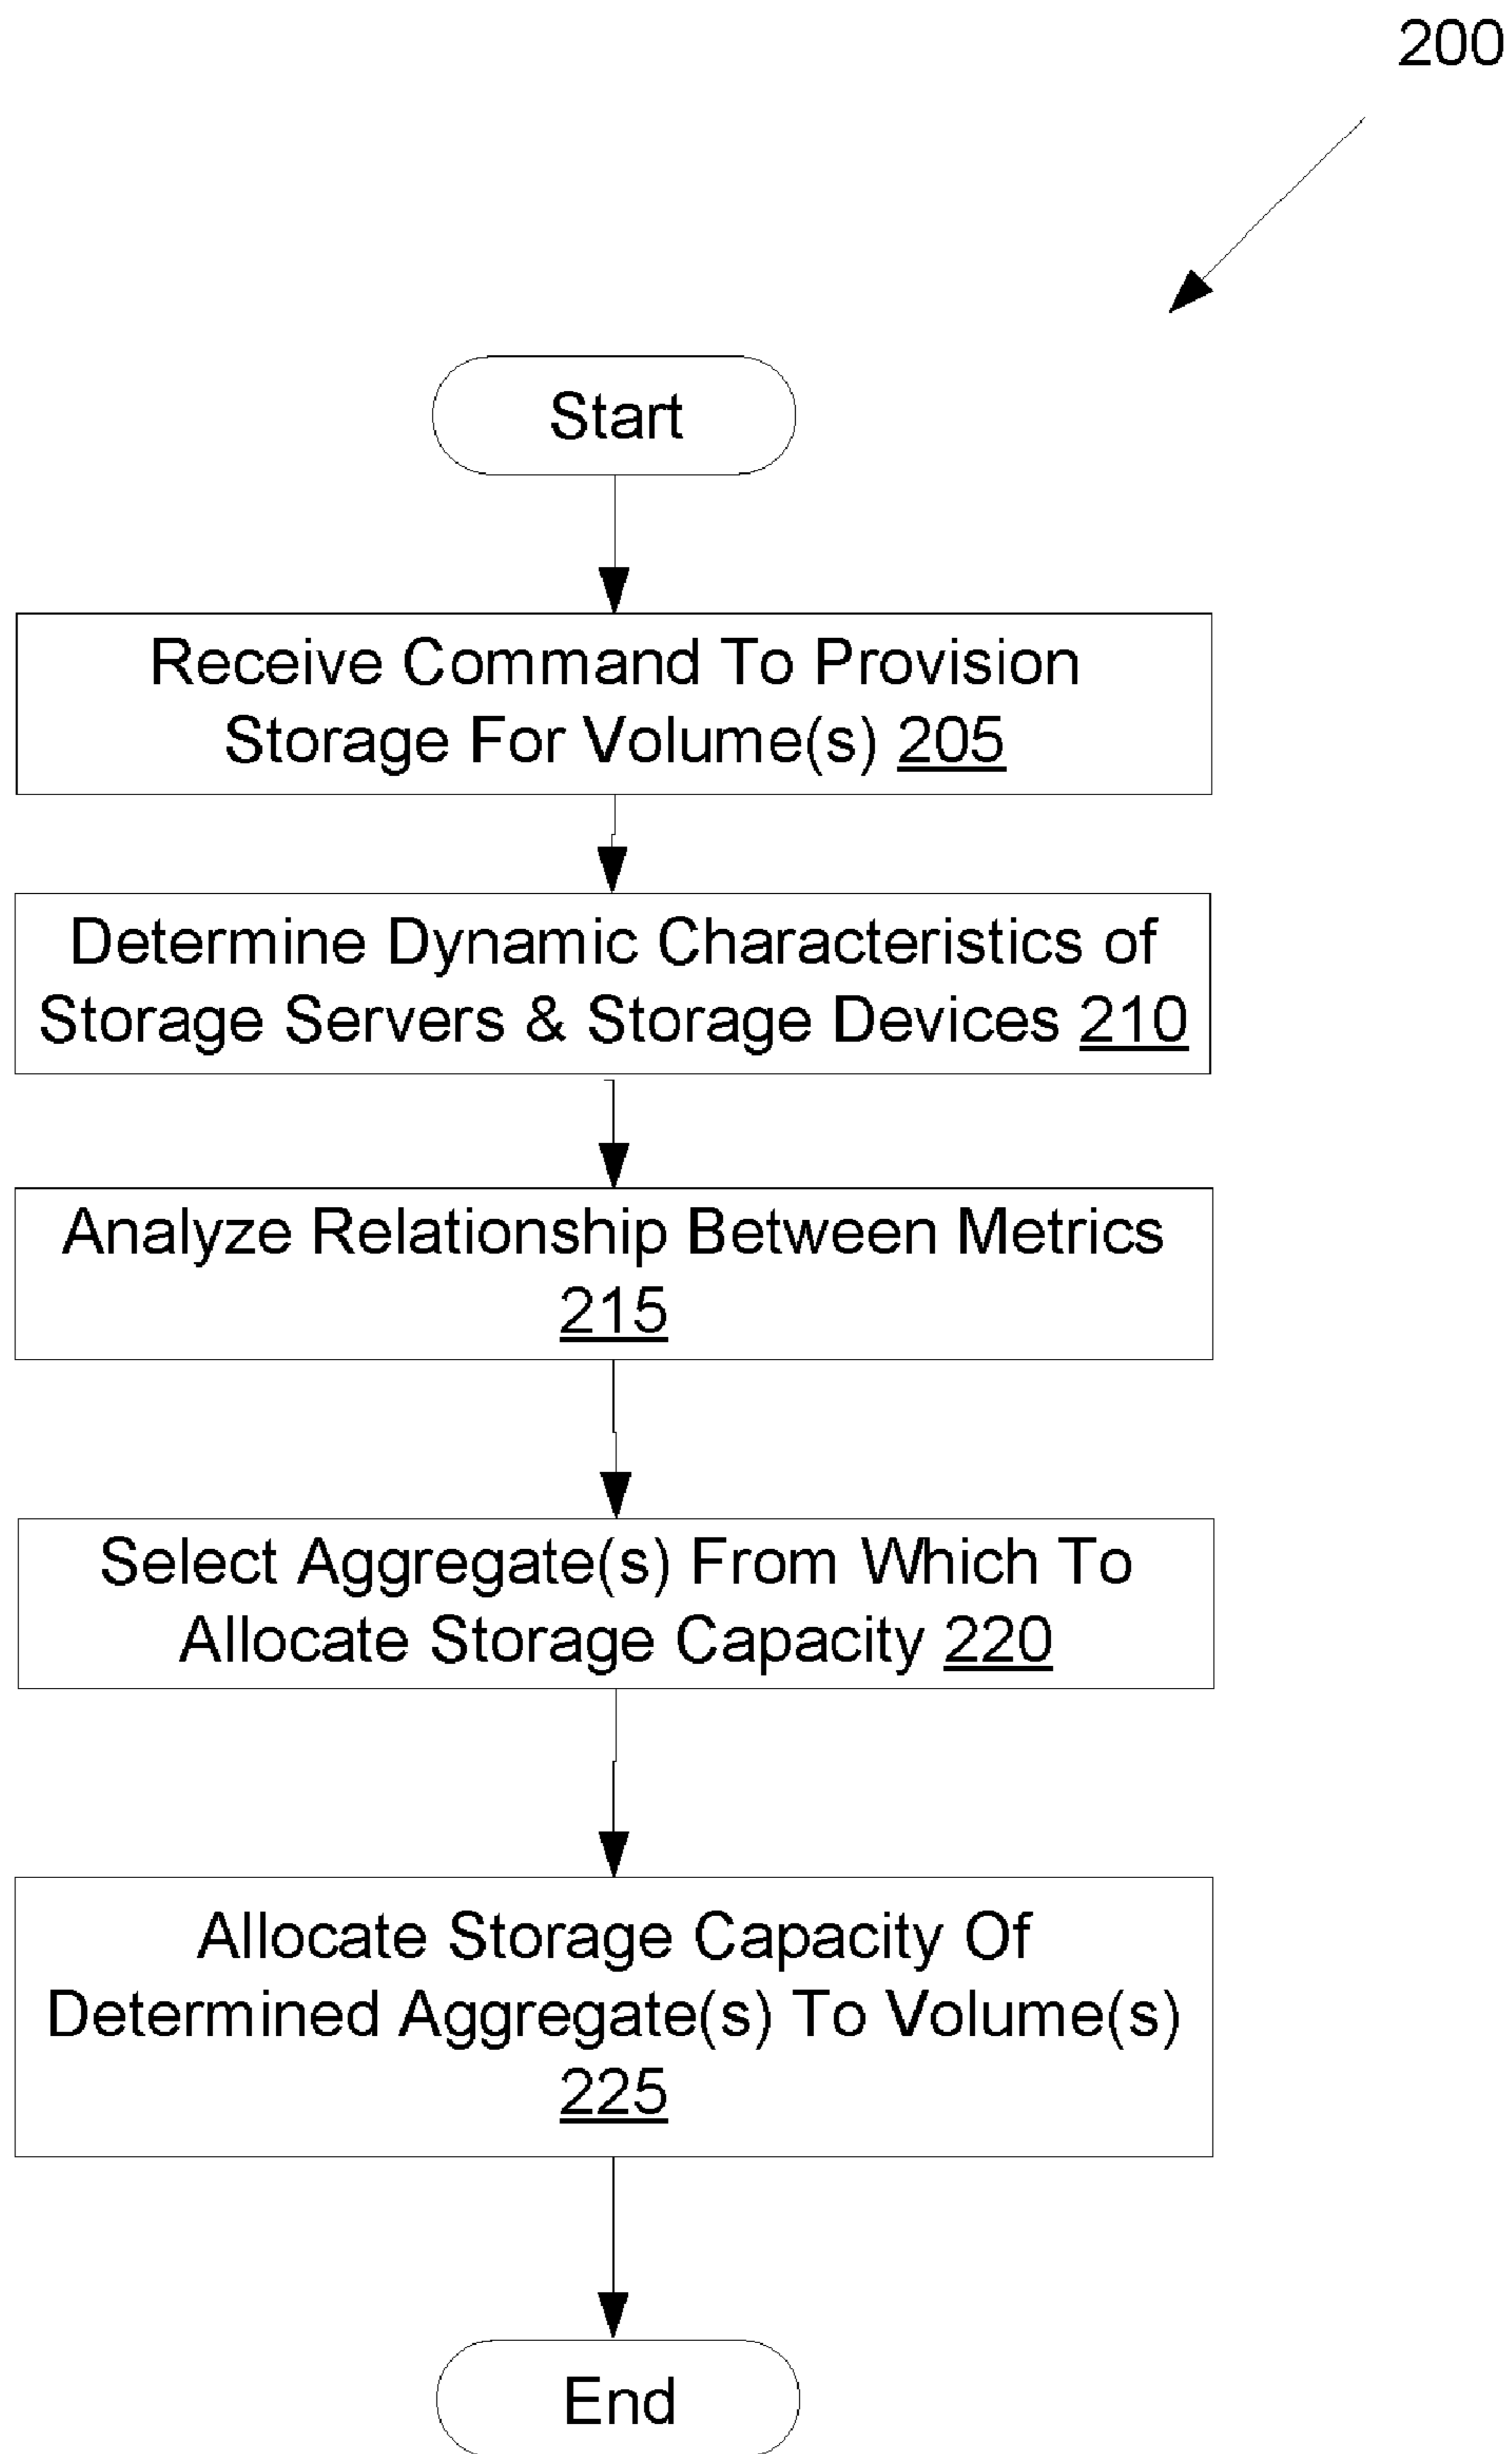 200
Start
Receive Command To Provision
Storage For Volume(s) 205
Determine Dynamic Characteristics of
Storage Servers & Storage Devices 210
Analyze Relationship Between Metrics
215
Select Aggregate(s) From Which To
Allocate Storage Capacity 220
Allocate Storage Capacity Of
Determined Aggregate(s) To Volume(s)
225
End